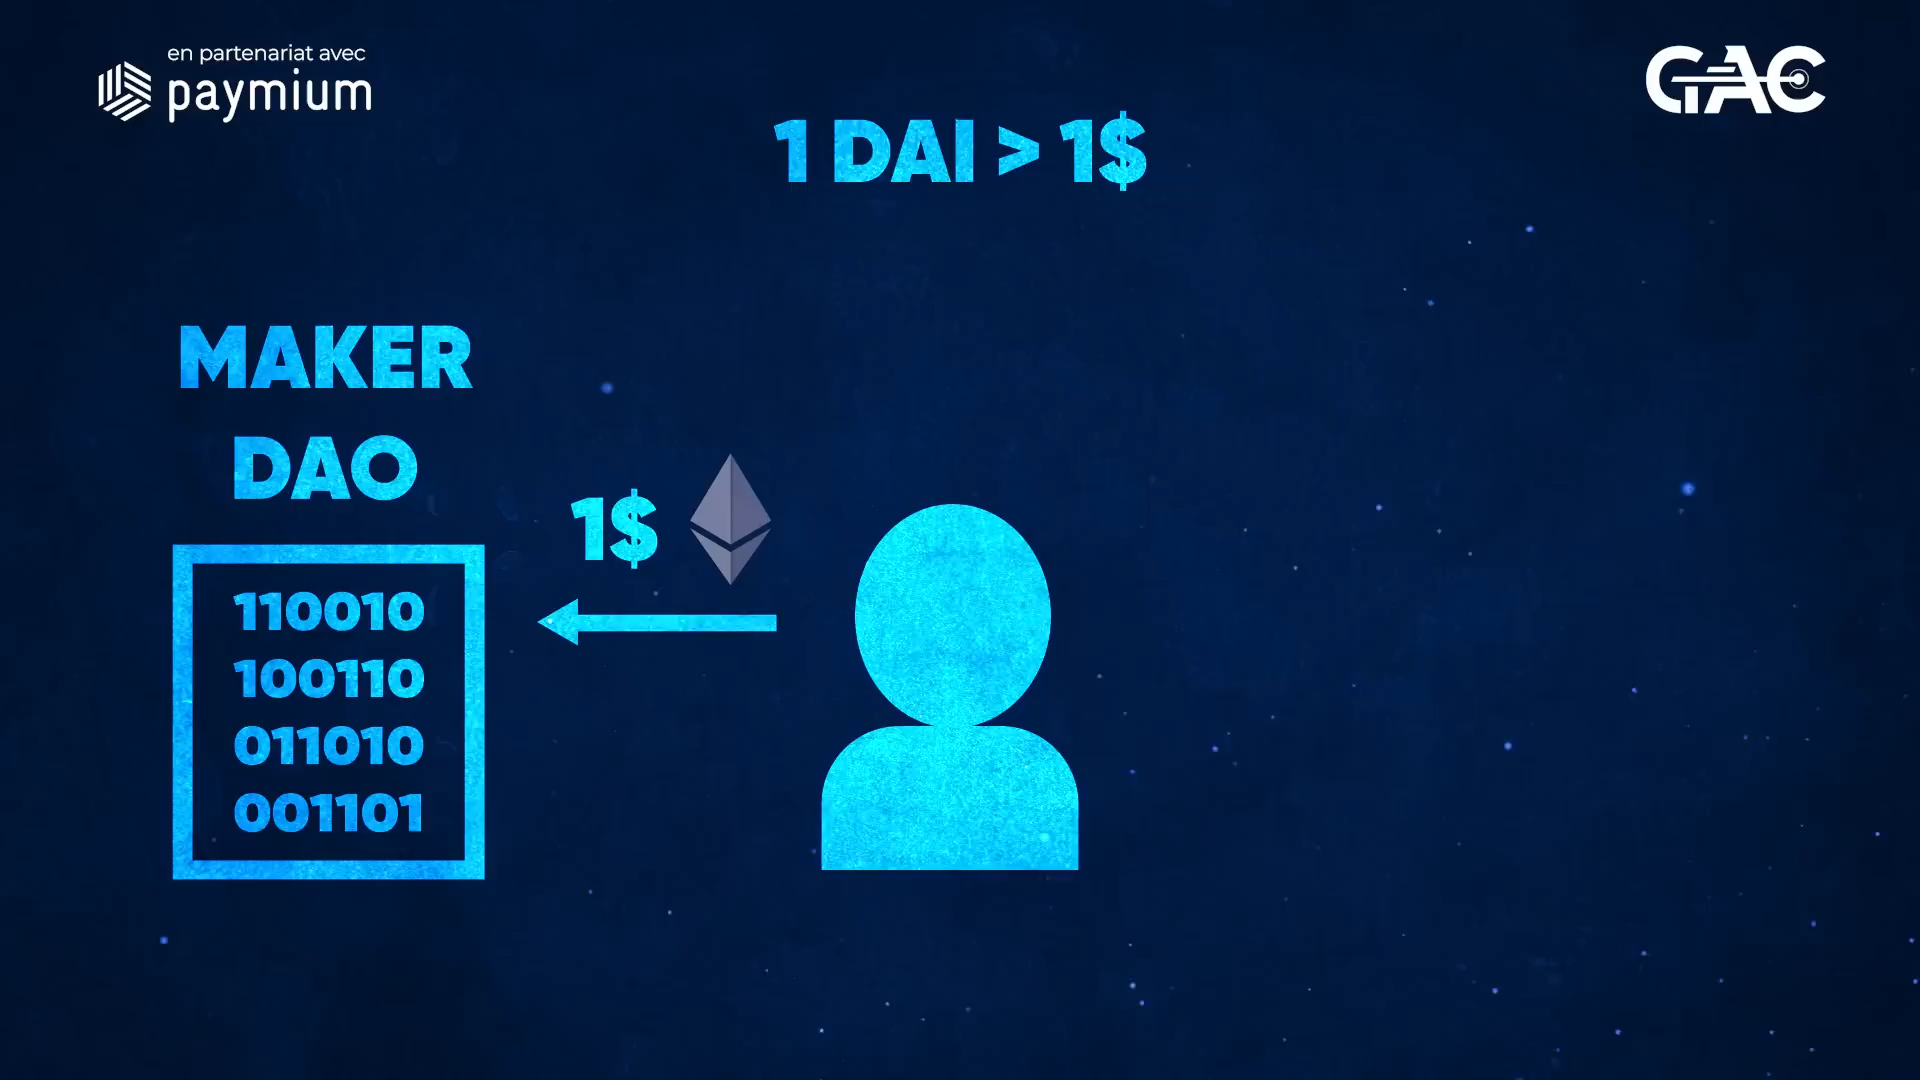 en partenariat avec
paymium
GAC
1 DAI > 1$
MAKER
DAO
1$
110010
100110
011010
001101